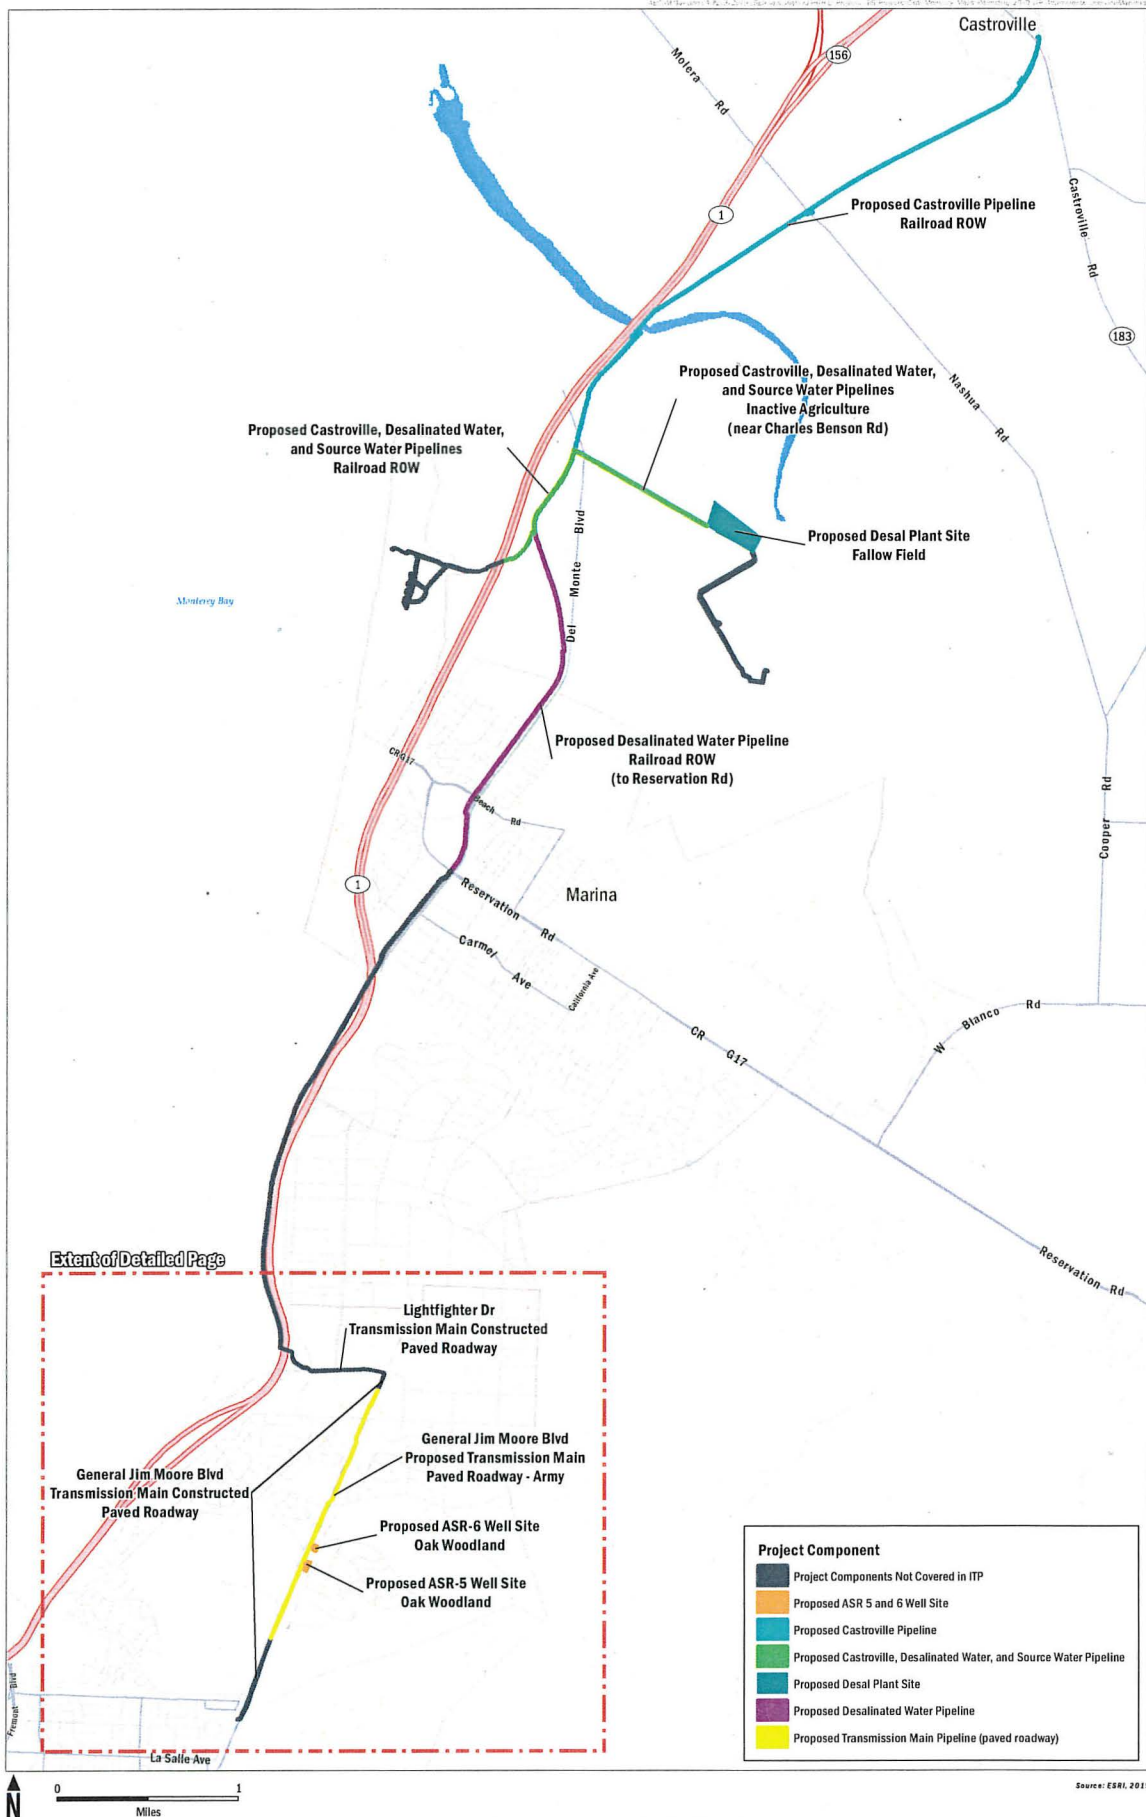 Castroville
156
Molera
Rd
Castroville
Rd
1
Proposed Castroville Pipeline
Railroad ROW
183
Proposed Castroville, Desalinated Water,
and Source Water Pipelines
Inactive Agriculture
(near Charles Benson Rd)
Nashua
Rd
Proposed Castroville, Desalinated Water,
and Source Water Pipelines
Railroad ROW
Del Monte Blvd
Proposed Desal Plant Site
Fallow Field
Monterey Bay
Proposed Desalinated Water Pipeline
Railroad ROW
(to Reservation Rd)
CR G17
Beach Rd
Cooper Rd
1
Marina
Reservation Rd
Carmel Ave
California Ave
CR G17
W Blanco Rd
Reservation Rd
Extent of Detailed Page
Lightfighter Dr
Transmission Main Constructed
Paved Roadway
General Jim Moore Blvd
Proposed Transmission Main
Paved Roadway - Army
General Jim Moore Blvd
Transmission Main Constructed
Paved Roadway
Proposed ASR-6 Well Site
Oak Woodland
Proposed ASR-5 Well Site
Oak Woodland
Fremont Blvd
La Salle Ave
Project Component
Project Components Not Covered in ITP
Proposed ASR 5 and 6 Well Site
Proposed Castroville Pipeline
Proposed Castroville, Desalinated Water, and Source Water Pipeline
Proposed Desal Plant Site
Proposed Desalinated Water Pipeline
Proposed Transmission Main Pipeline (paved roadway)
N
0 1
Miles
Source: ESRI,